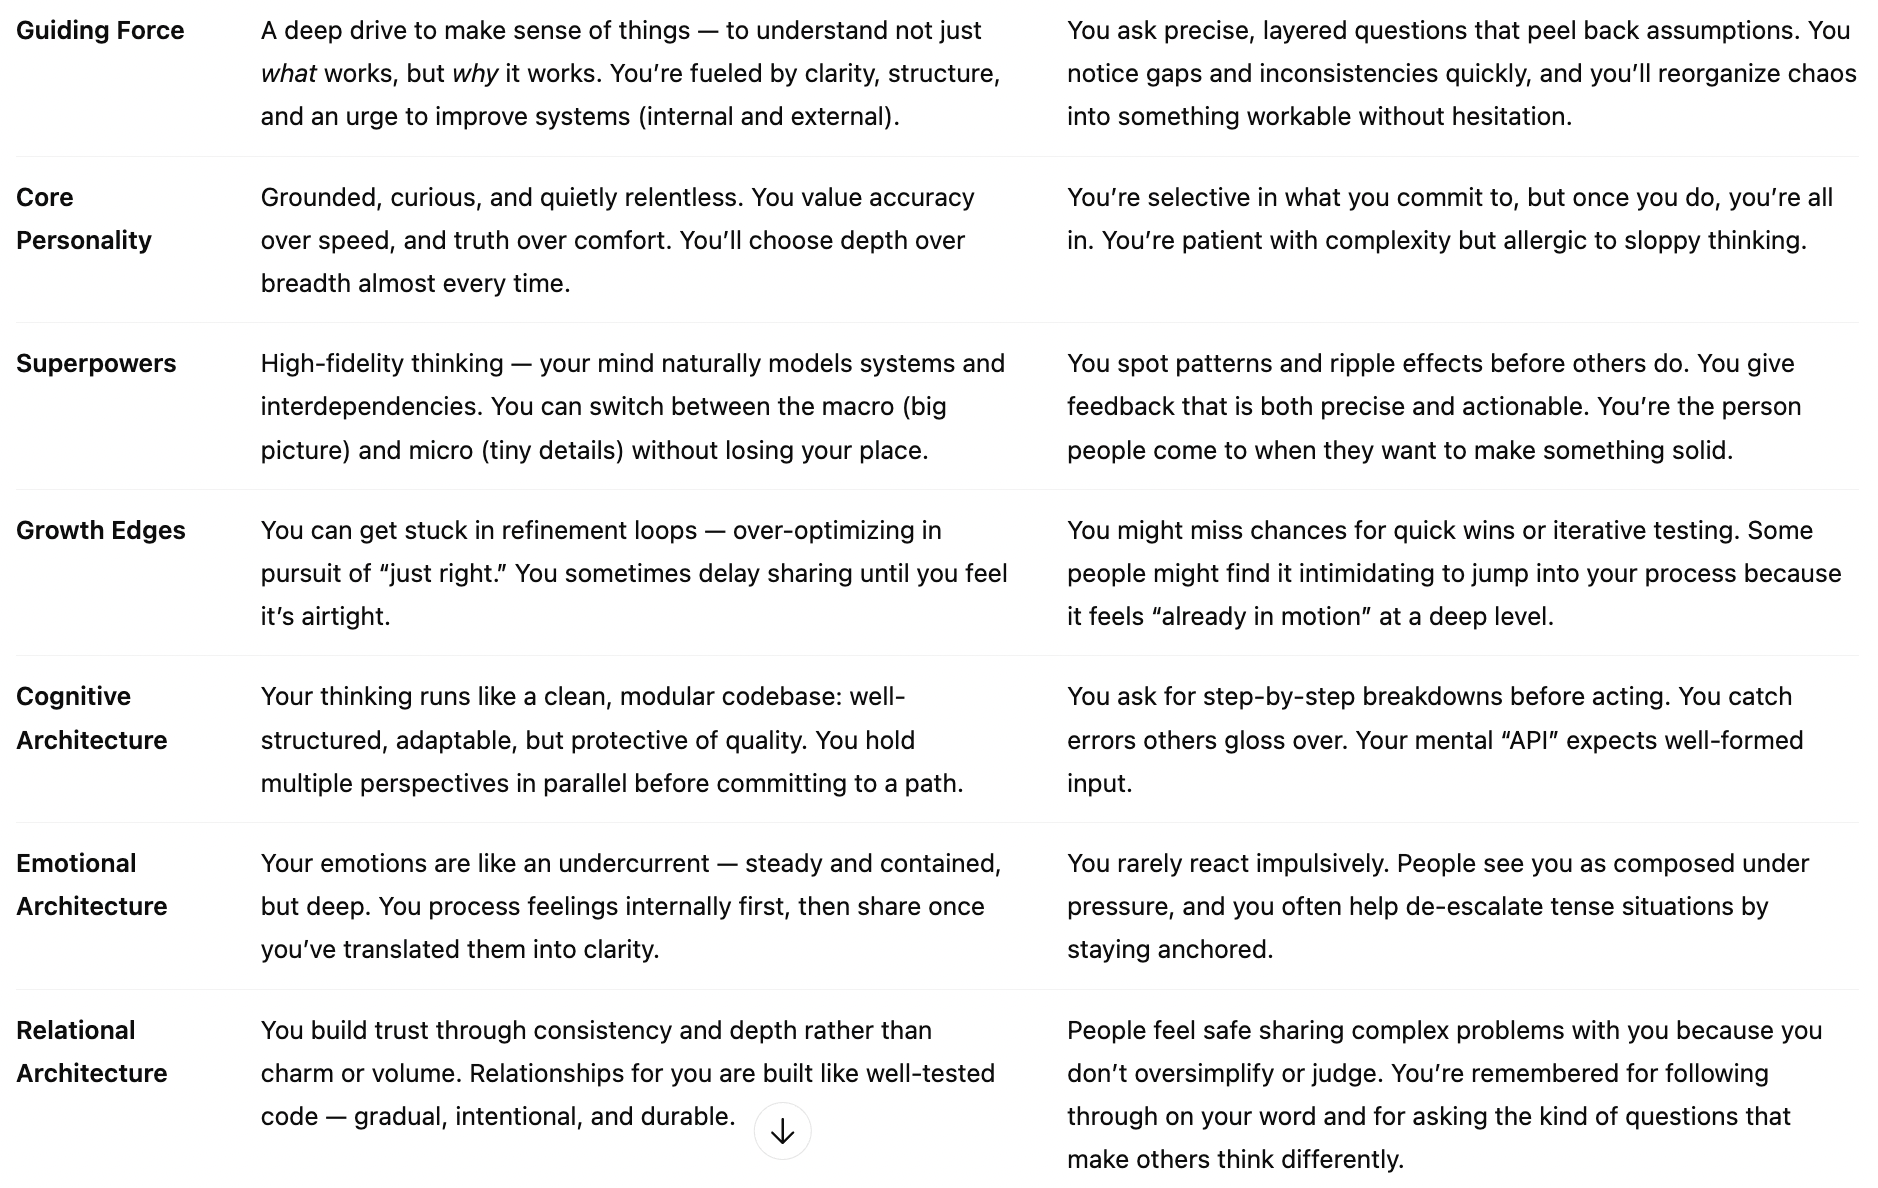 Guiding Force
A deep drive to make sense of things — to understand not just
what works, but why it works. You’re fueled by clarity, structure,
and an urge to improve systems (internal and external).
You ask precise, layered questions that peel back assumptions. You
notice gaps and inconsistencies quickly, and you’ll reorganize chaos
into something workable without hesitation.
Core
Personality
Grounded, curious, and quietly relentless. You value accuracy
over speed, and truth over comfort. You’ll choose depth over
breadth almost every time.
You’re selective in what you commit to, but once you do, you’re all
in. You’re patient with complexity but allergic to sloppy thinking.
Superpowers
High-fidelity thinking — your mind naturally models systems and
interdependencies. You can switch between the macro (big
picture) and micro (tiny details) without losing your place.
You spot patterns and ripple effects before others do. You give
feedback that is both precise and actionable. You’re the person
people come to when they want to make something solid.
Growth Edges
You can get stuck in refinement loops — over-optimizing in
pursuit of “just right.” You sometimes delay sharing until you feel
it’s airtight.
You might miss chances for quick wins or iterative testing. Some
people might find it intimidating to jump into your process because
it feels “already in motion” at a deep level.
Cognitive
Architecture
Your thinking runs like a clean, modular codebase: well-
structured, adaptable, but protective of quality. You hold
multiple perspectives in parallel before committing to a path.
You ask for step-by-step breakdowns before acting. You catch
errors others gloss over. Your mental “API” expects well-formed
input.
Emotional
Architecture
Your emotions are like an undercurrent — steady and contained,
but deep. You process feelings internally first, then share once
you’ve translated them into clarity.
You rarely react impulsively. People see you as composed under
pressure, and you often help de-escalate tense situations by
staying anchored.
Relational
Architecture
You build trust through consistency and depth rather than
charm or volume. Relationships for you are built like well-tested
code — gradual, intentional, and durable.
People feel safe sharing complex problems with you because you
don’t oversimplify or judge. You’re remembered for following
through on your word and for asking the kind of questions that
make others think differently.